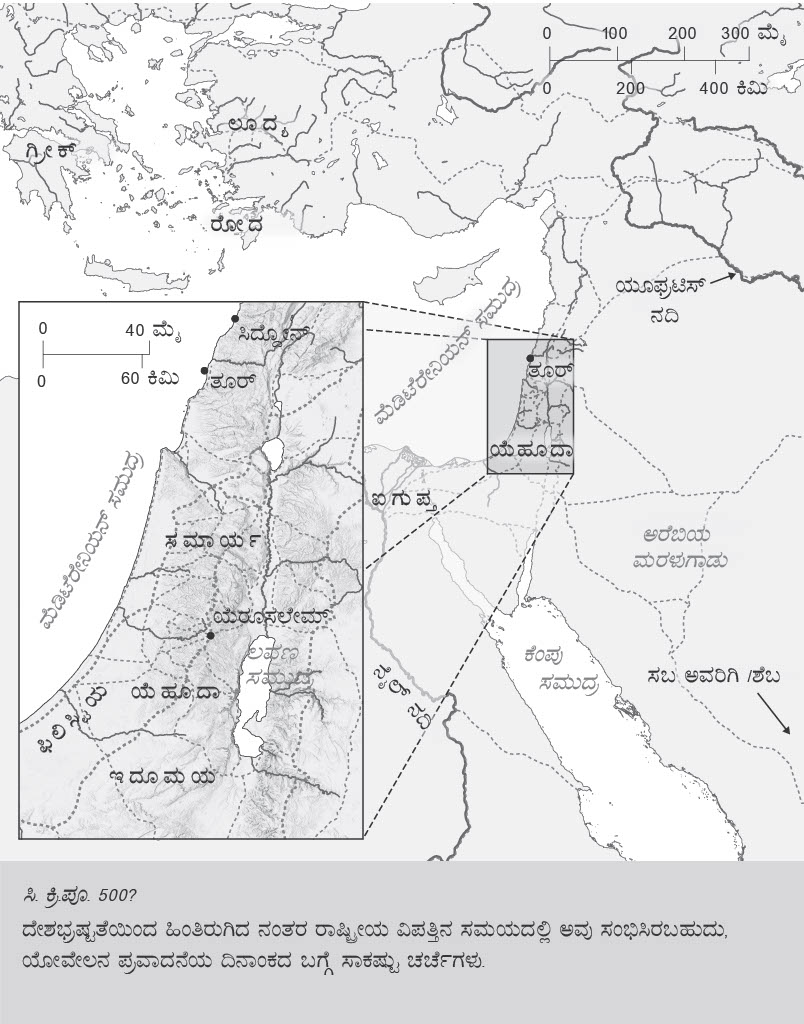 0 100 200 300 ಮೈ
0 200 400 ಕಿಮಿ
ಲೂದ್ಯ
ಗ್ರೀಕ್
ರೋದ
ಯೂಫ್ರಟಿಸ್
ನದಿ
ಮೆಡಿಟೆರೇನಿಯನ್ ಸಮುದ್ರ
ತೂರ್
ಯೆಹೂದಾ
ಐಗುಪ್ತ
ಅರೆಬಿಯ
ಮರಳುಗಾಡು
ಕೆಂಪು
ಸಮುದ್ರ
ಸಬ ಅವರಿಗಿ /ಶೆಬ
ನೈಲ್ ನದಿ
0 40 ಮೈ
0 60 ಕಿಮಿ
ಸಿದ್ದೋನ್
ತೂರ್
ಮೆಡಿಟೆರೇನಿಯನ್ ಸಮುದ್ರ
ಸಮಾರ್ಯ
ಯೆರೂಸಲೇಮ್
ಲವಣ
ಸಮುದ್ರ
ಯೆಹೂದಾ
ಫಿಲಿಸ್ಟಿಯ
ಇದೂಮಯ
ಸಿ. ಕ್ರಿ.ಪೂ. 500?
ದೇಶಭ್ರಷ್ಟತೆಯಿಂದ ಹಿಂತಿರುಗಿದ ನಂತರ ರಾಷ್ಟ್ರೀಯ ವಿಪತ್ತಿನ ಸಮಯದಲ್ಲಿ ಅವು ಸಂಭಿಸಿರಬಹುದು,
ಯೋವೇಲನ ಪ್ರವಾದನೆಯ ದಿನಾಂಕದ ಬಗ್ಗೆ ಸಾಕಷ್ಟು ಚರ್ಚೆಗಳು.